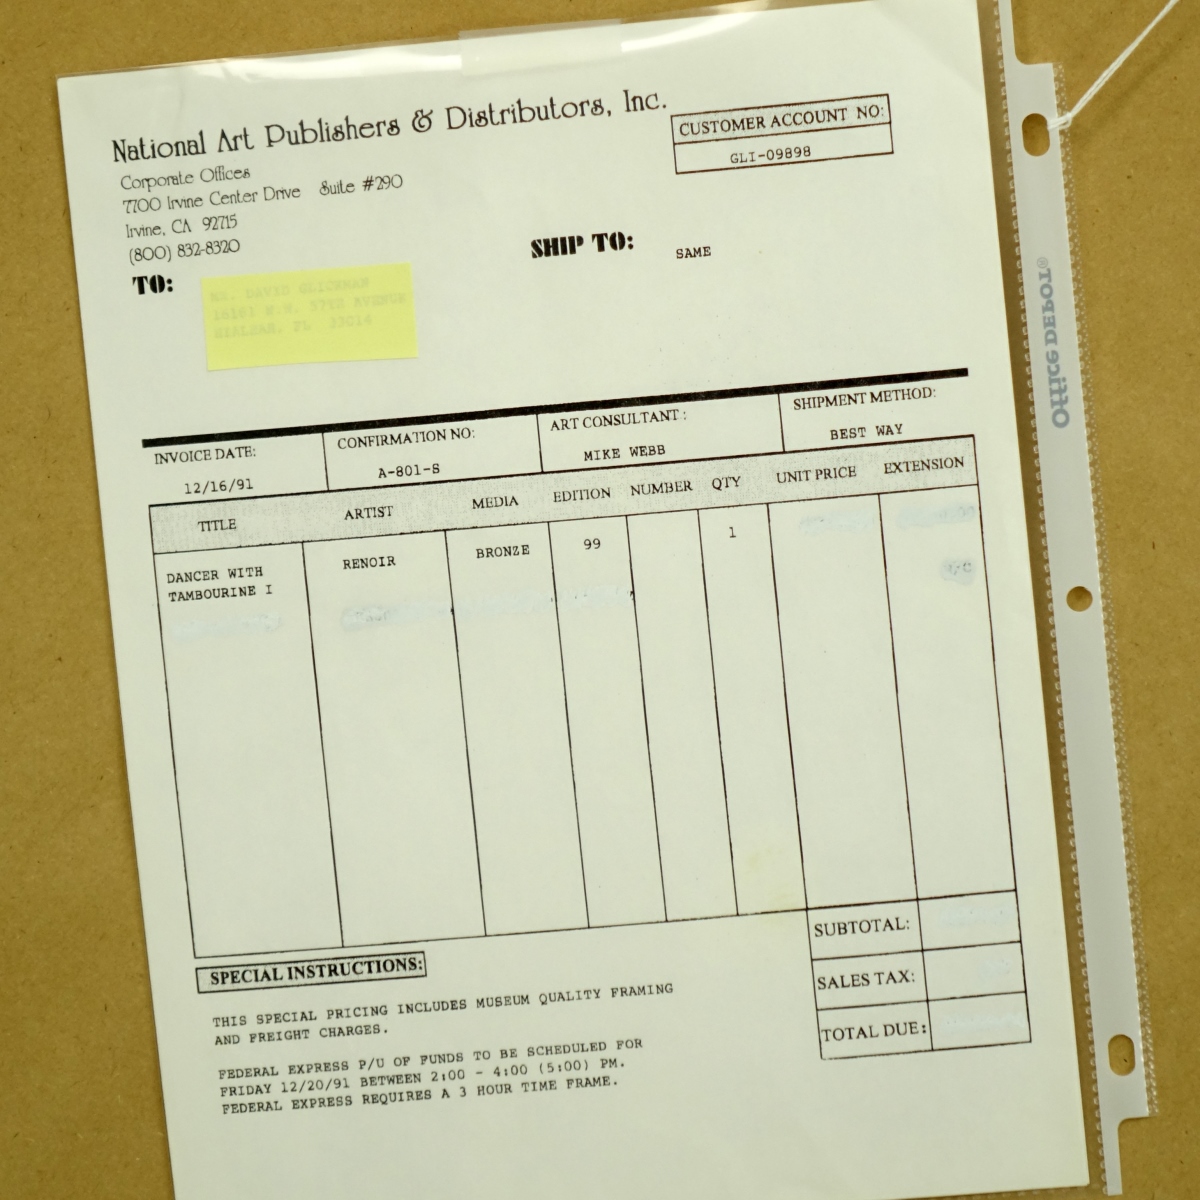 National Art Publishers & Distributors, Inc.
Corporate Offices
7700 Irvine Center Drive Suite #290
Irvine, CA 92715
(800) 832-8320
CUSTOMER ACCOUNT NO:
GLI-09898
TO:
SHIP TO: SAME
INVOICE DATE: CONFIRMATION NO: ART CONSULTANT : SHIPMENT METHOD:
12/16/91 A-801-S MIKE WEBB BEST WAY
TITLE ARTIST MEDIA EDITION NUMBER QTY UNIT PRICE EXTENSION
DANCER WITH RENOIR BRONZE 99 1
TAMBOURINE I
SUBTOTAL:
SALES TAX:
TOTAL DUE:
SPECIAL INSTRUCTIONS:
THIS SPECIAL PRICING INCLUDES MUSEUM QUALITY FRAMING
AND FREIGHT CHARGES.
FEDERAL EXPRESS P/U OF FUNDS TO BE SCHEDULED FOR
FRIDAY 12/20/91 BETWEEN 2:00 - 4:00 (5:00) PM.
FEDERAL EXPRESS REQUIRES A 3 HOUR TIME FRAME.
Office DEPOT®